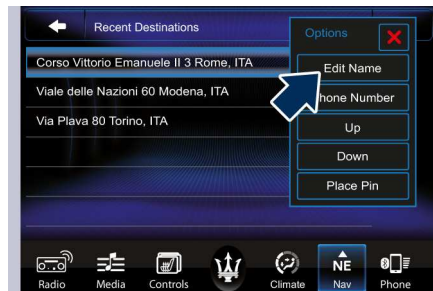 Recent Destinations
Options
Corso Vittorio Emanuele II 3 Rome, ITA
Edit Name
Viale delle Nazioni 60 Modena, ITA
hone Number
Via Plava 80 Torino, ITA
Up
Down
Place Pin
NE
Radio
Media
Controls
Climate
Nav
Phone